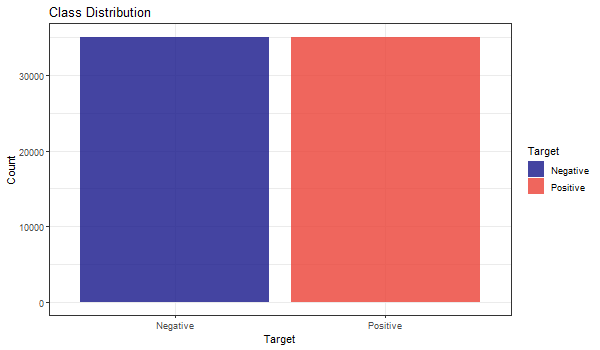 Class Distribution
Count
30000
20000
10000
0
Negative
Positive
Target
Target
Negative
Positive